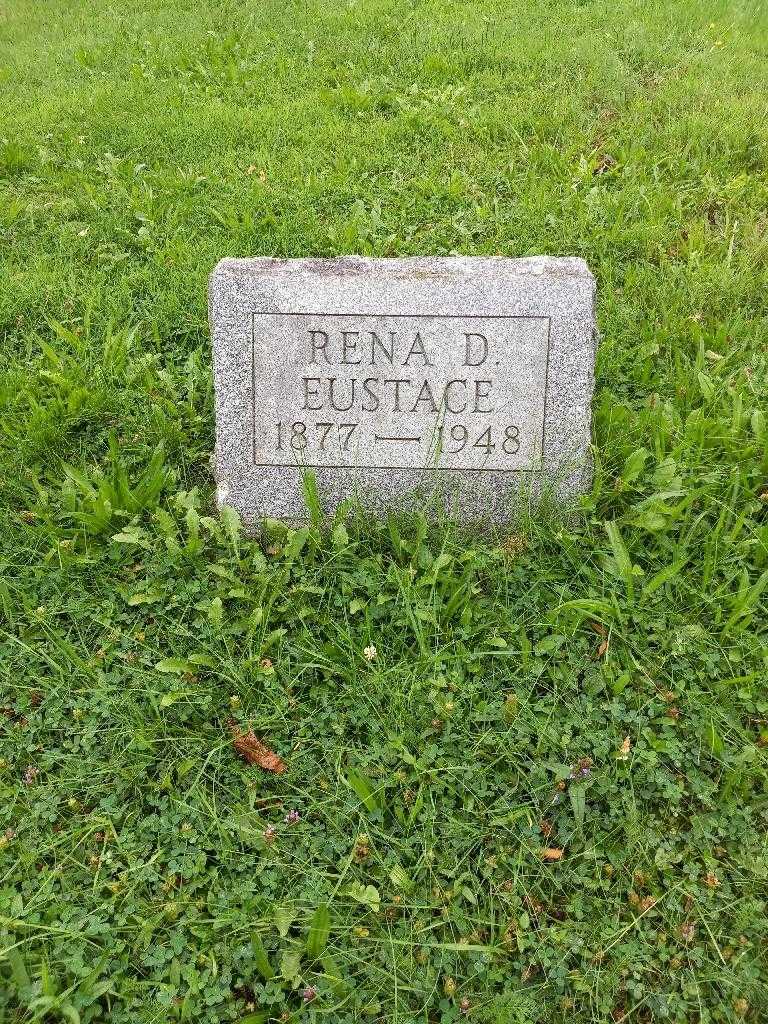 RENA D.
EUSTACE
1877 — 1948